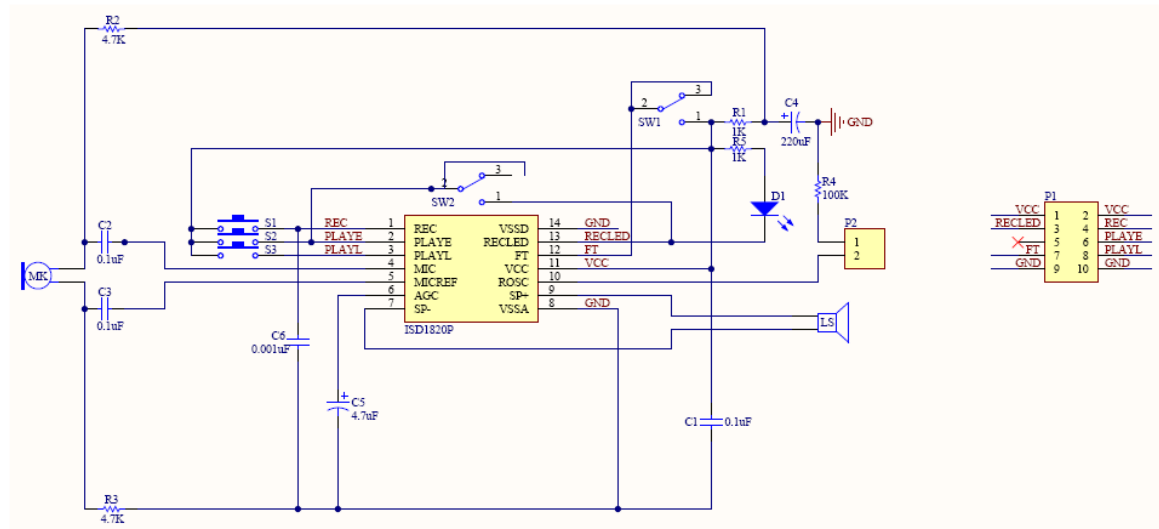 R2
4.7K
3
2
SW1
1
R1
1K
C4
+
220uF
GND
R5
1K
3
2
SW2
1
D1
R4
100K
P2
1
2
P1
VCC 1 2 VCC
RECLED 3 4 REC
5 6 PLAYE
FT 7 8 PLAYL
GND 9 10 GND
S1 REC 1 REC VSSD 14 GND
S2 PLAYE 2 PLAYE RECLED 13 RECLED
S3 PLAYL 3 PLAYL FT 12 FT
4 MIC VCC 11 VCC
5 MICREF ROSC 10
6 AGC SP+ 9
7 SP- VSSA 8 GND
ISD1820P
C2
0.1uF
MK
C3
0.1uF
LS
C6
0.001uF
+
C5
4.7uF
C1
0.1uF
R3
4.7K